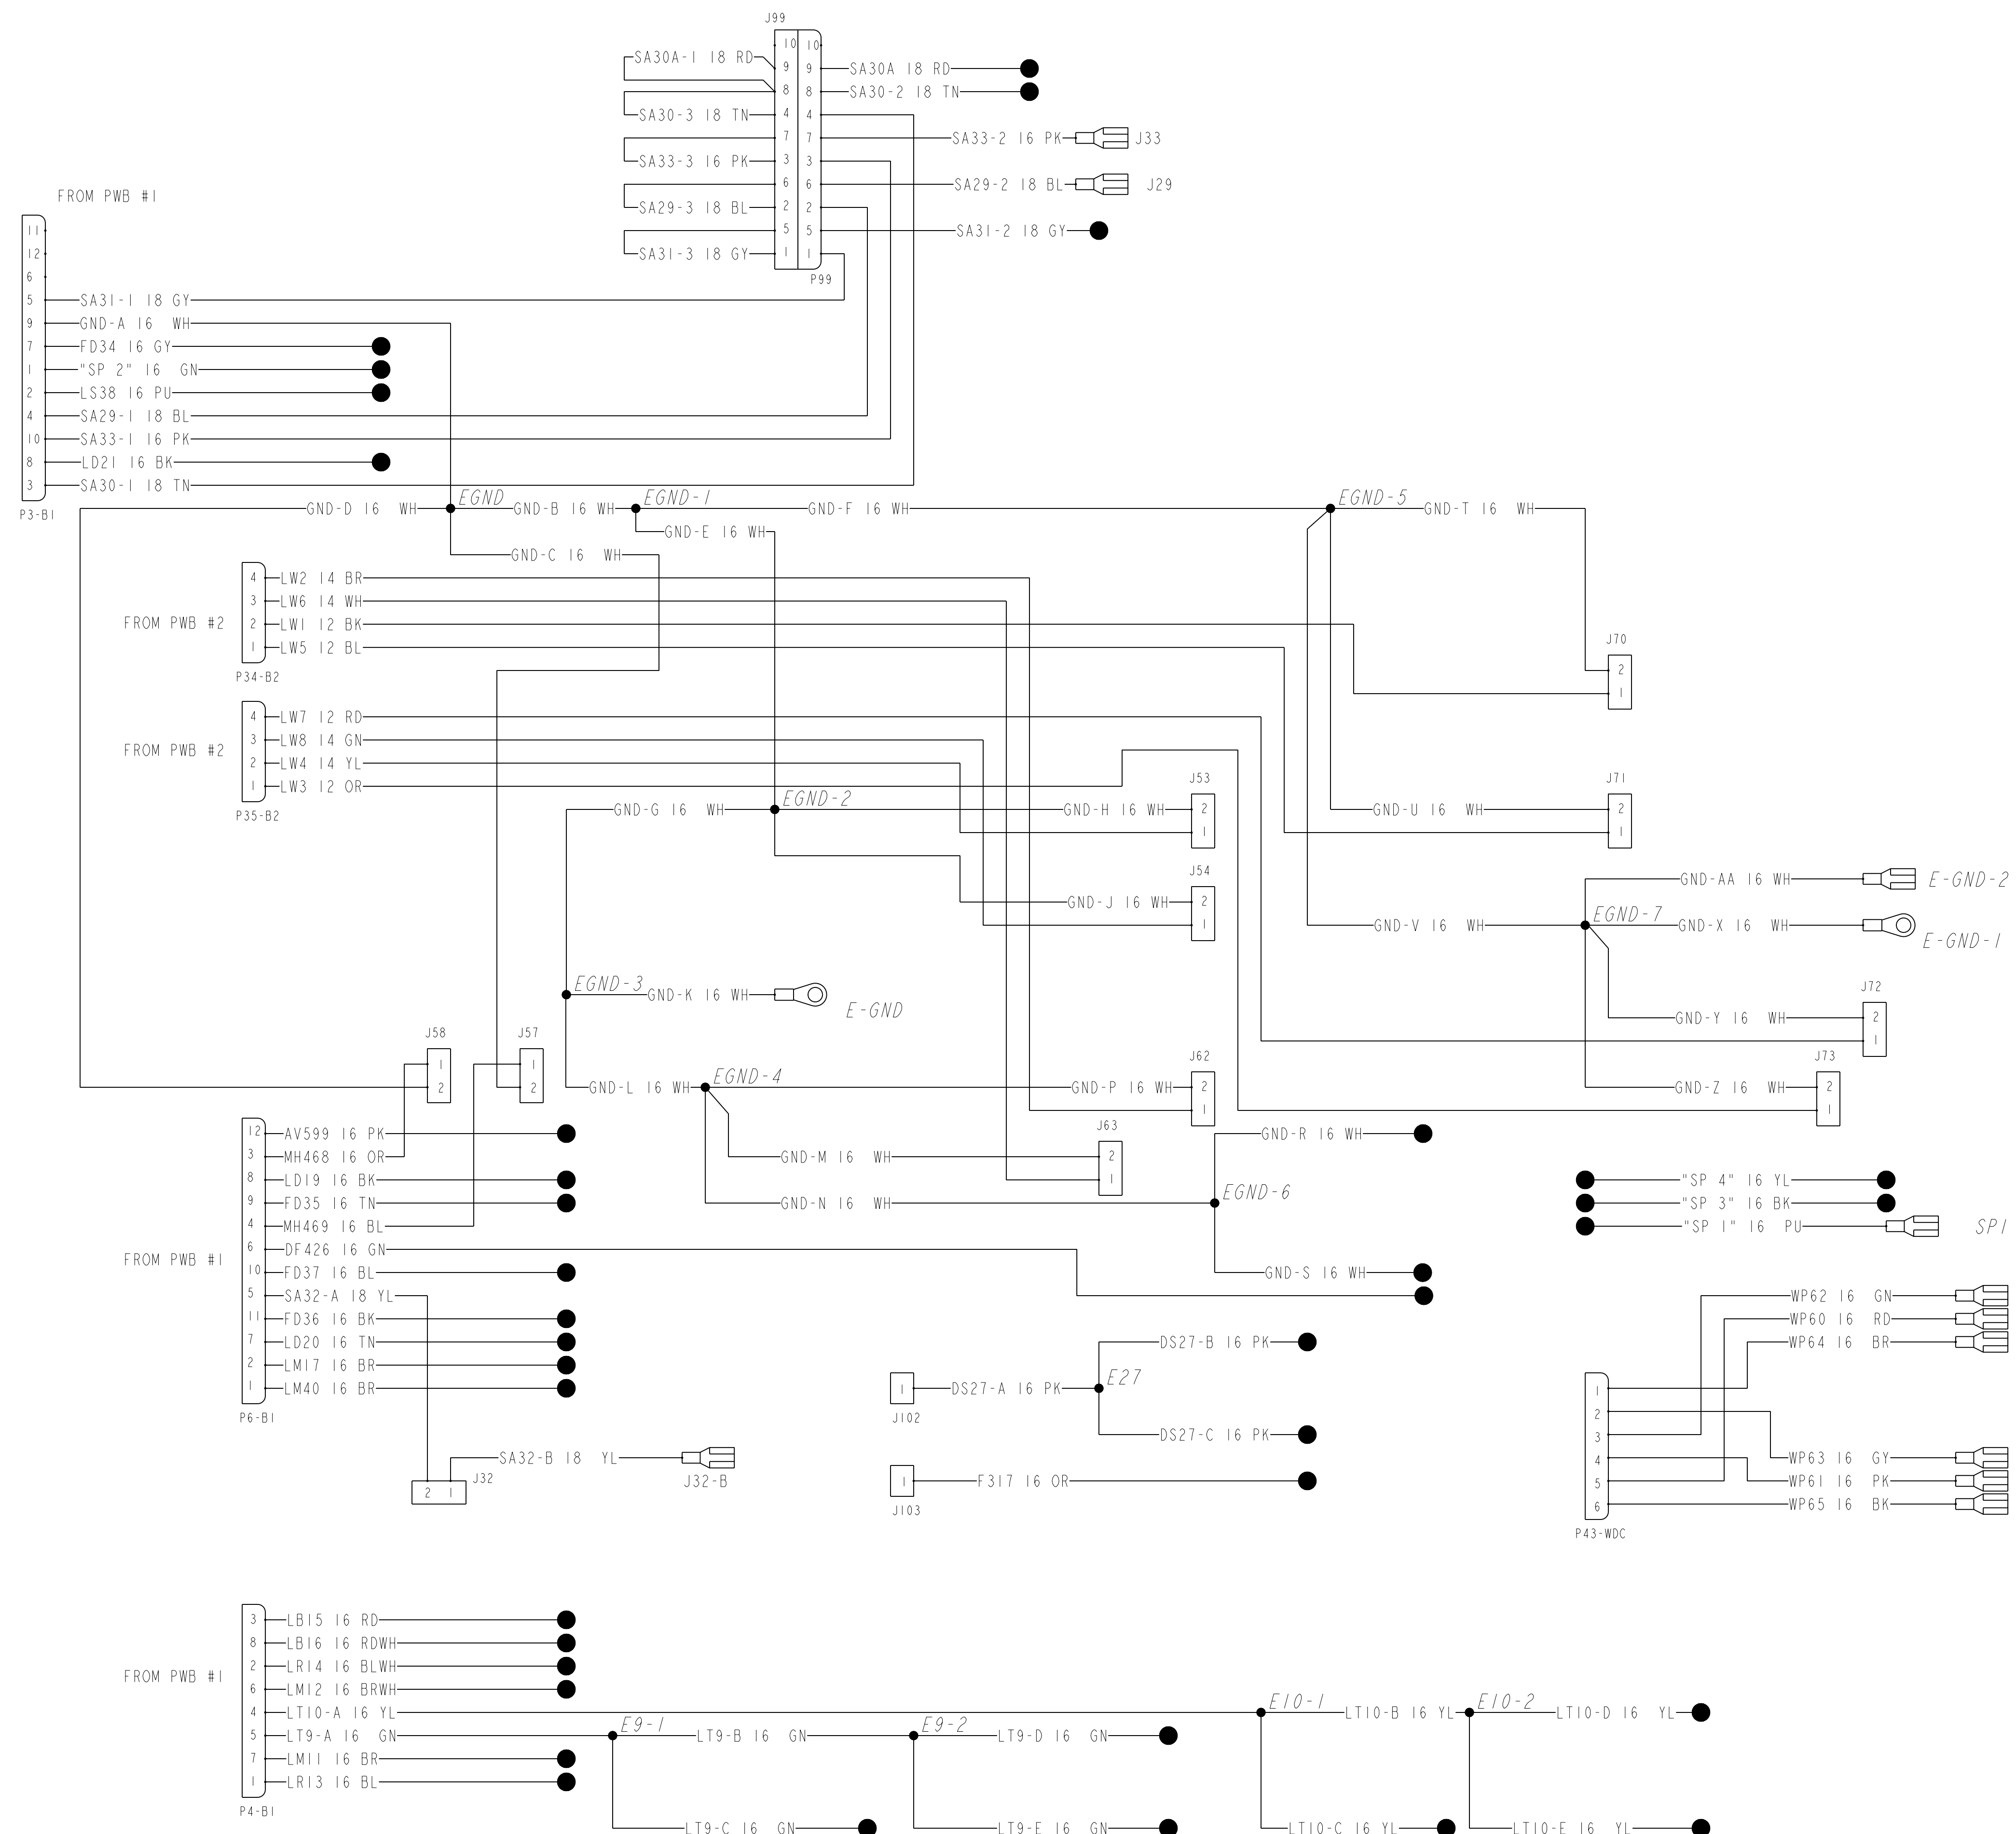 J99
10 10
SA30A-1 18 RD 9 9 SA30A 18 RD
8 8 SA30-2 18 TN
SA30-3 18 TN 4 4
7 7 SA33-2 16 PK J33
SA33-3 16 PK 3 3
6 6 SA29-2 18 BL J29
SA29-3 18 BL 2 2
5 5 SA31-2 18 GY
SA31-3 18 GY 1 1
P99
FROM PWB #1
11
12
6
5 SA31-1 18 GY
9 GND-A 16 WH
7 FD34 16 GY
1 "SP 2" 16 GN
2 LS38 16 PU
4 SA29-1 18 BL
10 SA33-1 16 PK
8 LD21 16 BK
3 SA30-1 18 TN
P3-B1
GND-D 16 WH EGND GND-B 16 WH EGND-1 GND-F 16 WH EGND-5 GND-T 16 WH
GND-E 16 WH
GND-C 16 WH
FROM PWB #2
4 LW2 14 BR
3 LW6 14 WH
2 LW1 12 BK
1 LW5 12 BL
P34-B2
J70
2
1
FROM PWB #2
4 LW7 12 RD
3 LW8 14 GN
2 LW4 14 YL
1 LW3 12 OR
P35-B2
J53
GND-G 16 WH EGND-2 GND-H 16 WH 2
1
J71
GND-U 16 WH 2
1
J54
GND-J 16 WH 2
1
GND-AA 16 WH E-GND-2
GND-V 16 WH EGND-7 GND-X 16 WH E-GND-1
EGND-3 GND-K 16 WH E-GND
J72
GND-Y 16 WH 2
1
J58
1
2
J57
1
2
J62
GND-L 16 WH EGND-4 GND-P 16 WH 2
1
J73
GND-Z 16 WH 2
1
J63
GND-M 16 WH 2
1
GND-R 16 WH
GND-N 16 WH EGND-6
GND-S 16 WH
FROM PWB #1
12 AV599 16 PK
3 MH468 16 OR
8 LD19 16 BK
9 FD35 16 TN
4 MH469 16 BL
6 DF426 16 GN
10 FD37 16 BL
5 SA32-A 18 YL
11 FD36 16 BK
7 LD20 16 TN
2 LM17 16 BR
1 LM40 16 BR
P6-B1
"SP 4" 16 YL
"SP 3" 16 BK
"SP 1" 16 PU SP1
SA32-B 18 YL J32-B
J32
2 1
DS27-B 16 PK
1 DS27-A 16 PK E27
J102
DS27-C 16 PK
1 F317 16 OR
J103
WP62 16 GN
WP60 16 RD
WP64 16 BR
1
2
3
4
5
6
WP63 16 GY
WP61 16 PK
WP65 16 BK
P43-WDC
FROM PWB #1
3 LB15 16 RD
8 LB16 16 RDWH
2 LR14 16 BLWH
6 LM12 16 BRWH
4 LT10-A 16 YL E10-1 LT10-B 16 YL E10-2 LT10-D 16 YL
5 LT9-A 16 GN E9-1 LT9-B 16 GN E9-2 LT9-D 16 GN
7 LM11 16 BR
1 LR13 16 BL
P4-B1
LT9-C 16 GN LT9-E 16 GN LT10-C 16 YL LT10-E 16 YL